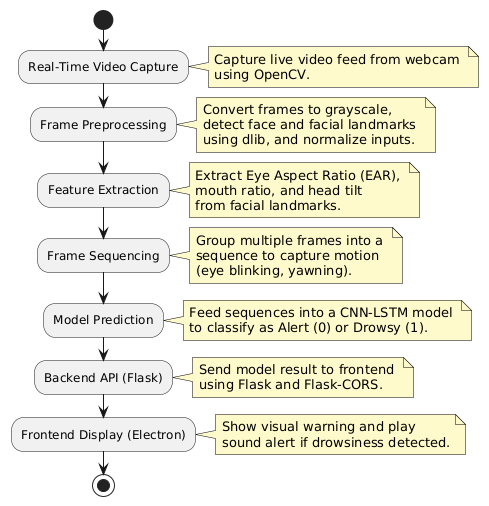 Real-Time Video Capture
Capture live video feed from webcam
using OpenCV.
Frame Preprocessing
Convert frames to grayscale,
detect face and facial landmarks
using dlib, and normalize inputs.
Feature Extraction
Extract Eye Aspect Ratio (EAR),
mouth ratio, and head tilt
from facial landmarks.
Frame Sequencing
Group multiple frames into a
sequence to capture motion
(eye blinking, yawning).
Model Prediction
Feed sequences into a CNN-LSTM model
to classify as Alert (0) or Drowsy (1).
Backend API (Flask)
Send model result to frontend
using Flask and Flask-CORS.
Frontend Display (Electron)
Show visual warning and play
sound alert if drowsiness detected.